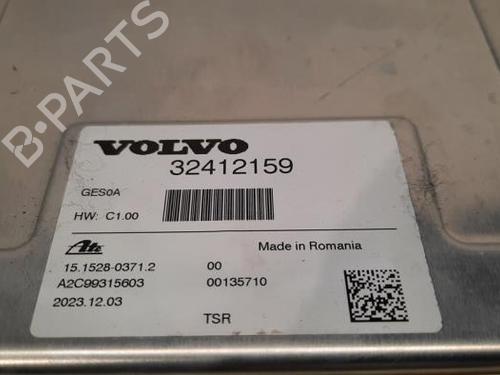 VOLVO
32412159
GES0A
HW: C1.00
Ate
Made in Romania
15.1528-0371.2 00
A2C99315603 00135710
2023.12.03
TSR
B-PARTS